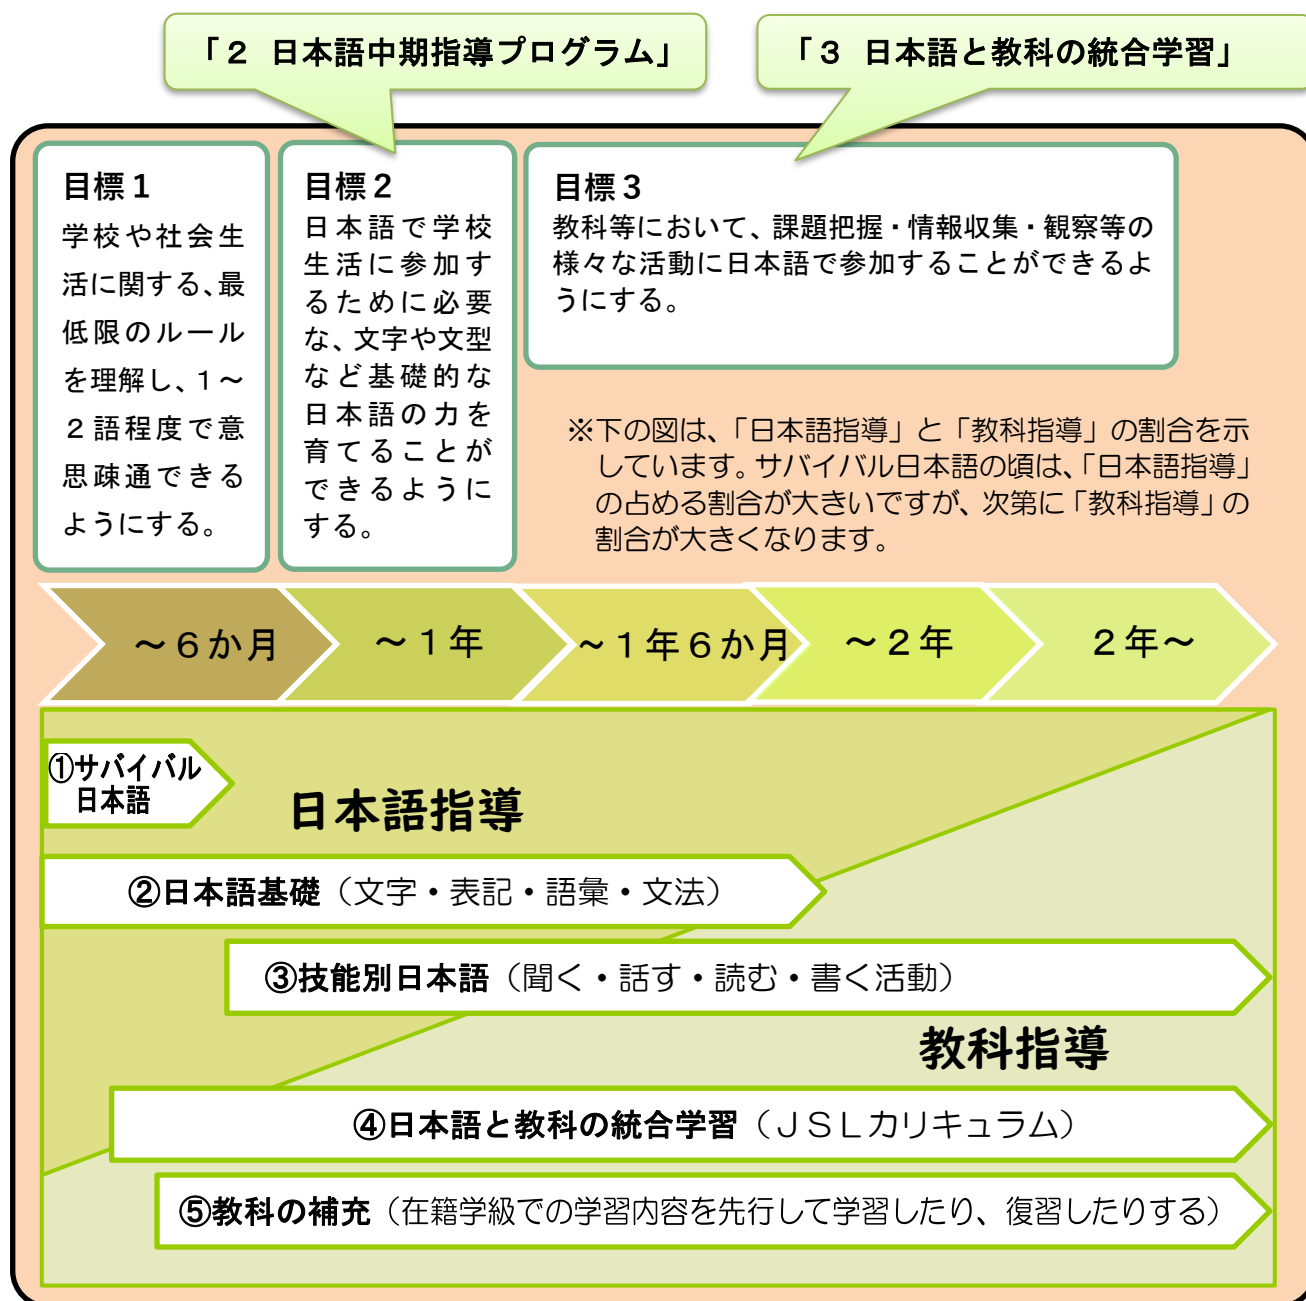 「２ 日本語中期指導プログラム」
「３ 日本語と教科の統合学習」
目標１
学校や社会生
活に関する、最
低限のルール
を理解し、１～
２語程度で意
思疎通できる
ようにする。
目標２
日本語で学校
生活に参加す
るために必要
な、文字や文型
など基礎的な
日本語の力を
育てることが
できるように
する。
目標３
教科等において、課題把握・情報収集・観察等の
様々な活動に日本語で参加することができるよ
うにする。
※下の図は、「日本語指導」と「教科指導」の割合を示
しています。サバイバル日本語の頃は、「日本語指導」
の占める割合が大きいですが、次第に「教科指導」の
割合が大きくなります。
～６か月
～１年
～１年６か月
～２年
２年～
①サバイバル
日本語
日本語指導
②日本語基礎（文字・表記・語彙・文法）
③技能別日本語（聞く・話す・読む・書く活動）
教科指導
④日本語と教科の統合学習（ＪＳＬカリキュラム）
⑤教科の補充（在籍学級での学習内容を先行して学習したり、復習したりする）